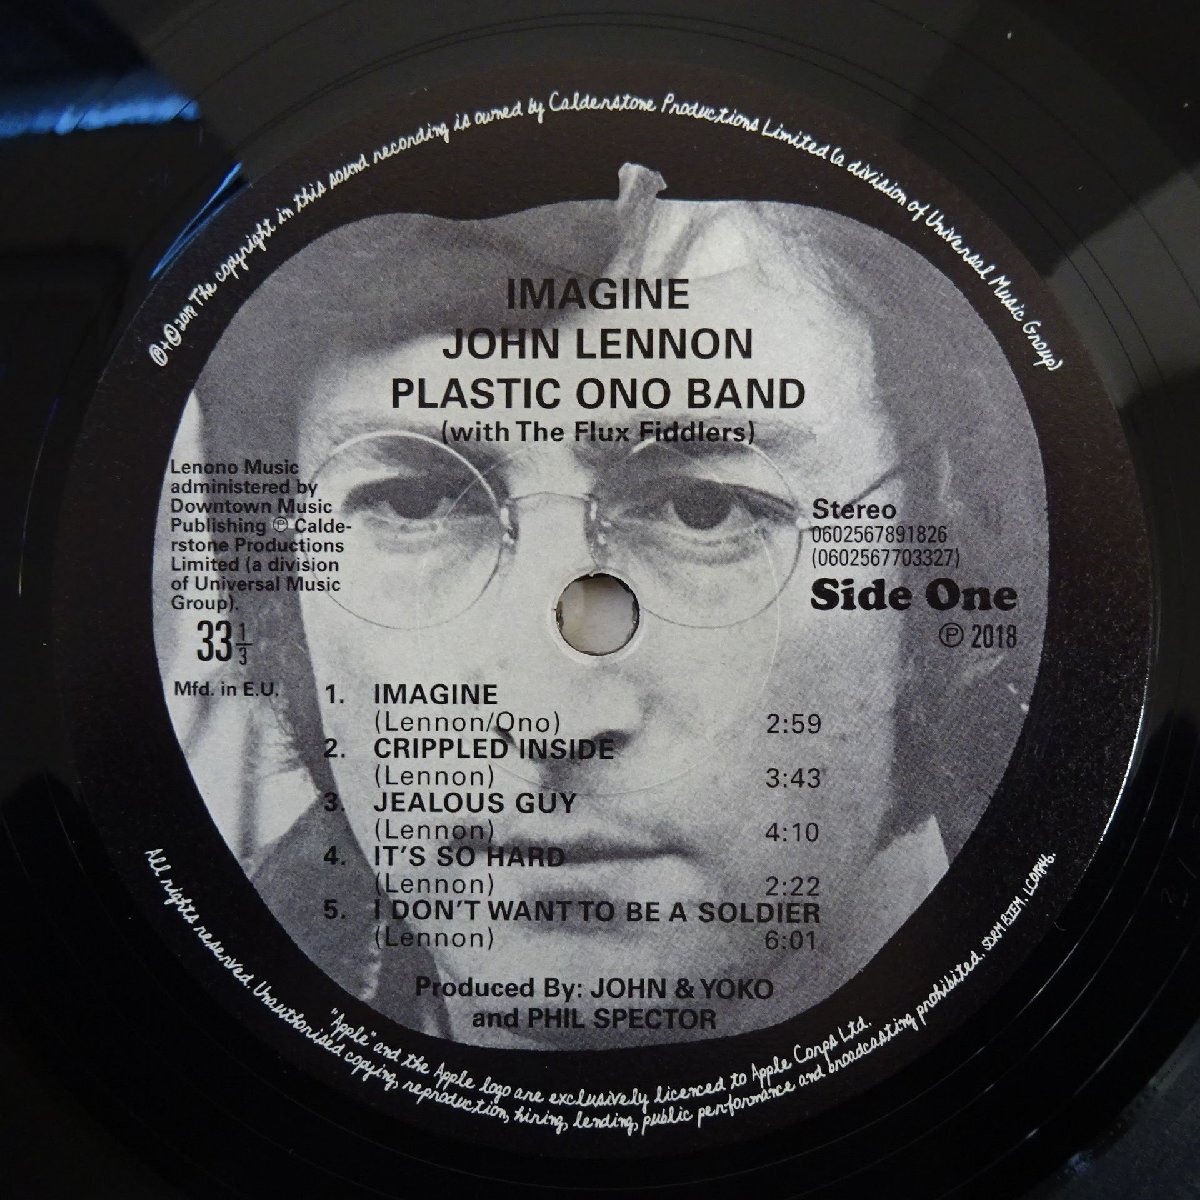 ℗+© 2018 The copyright in this sound recording is owned by Calderstone Productions Limited (a division of Universal Music Group)
IMAGINE
JOHN LENNON
PLASTIC ONO BAND
(with The Flux Fiddlers)
Lenono Music
administered by
Downtown Music
Publishing ℗ Calde-
rstone Productions
Limited (a division
of Universal Music
Group).
33 1/3
Mfd. in E.U.
Stereo
0602567891826
(0602567703327)
Side One
℗ 2018
1. IMAGINE
(Lennon/Ono) 2:59
2. CRIPPLED INSIDE
(Lennon) 3:43
3. JEALOUS GUY
(Lennon) 4:10
4. IT'S SO HARD
(Lennon) 2:22
5. I DON'T WANT TO BE A SOLDIER
(Lennon) 6:01
Produced By: JOHN & YOKO
and PHIL SPECTOR
"Apple" and the Apple logo are exclusively licenced to Apple Corps Ltd.
All rights reserved. Unauthorised copying, reproduction, hiring, lending, public performance and broadcasting prohibited. SDRM BIEM. LC01846.